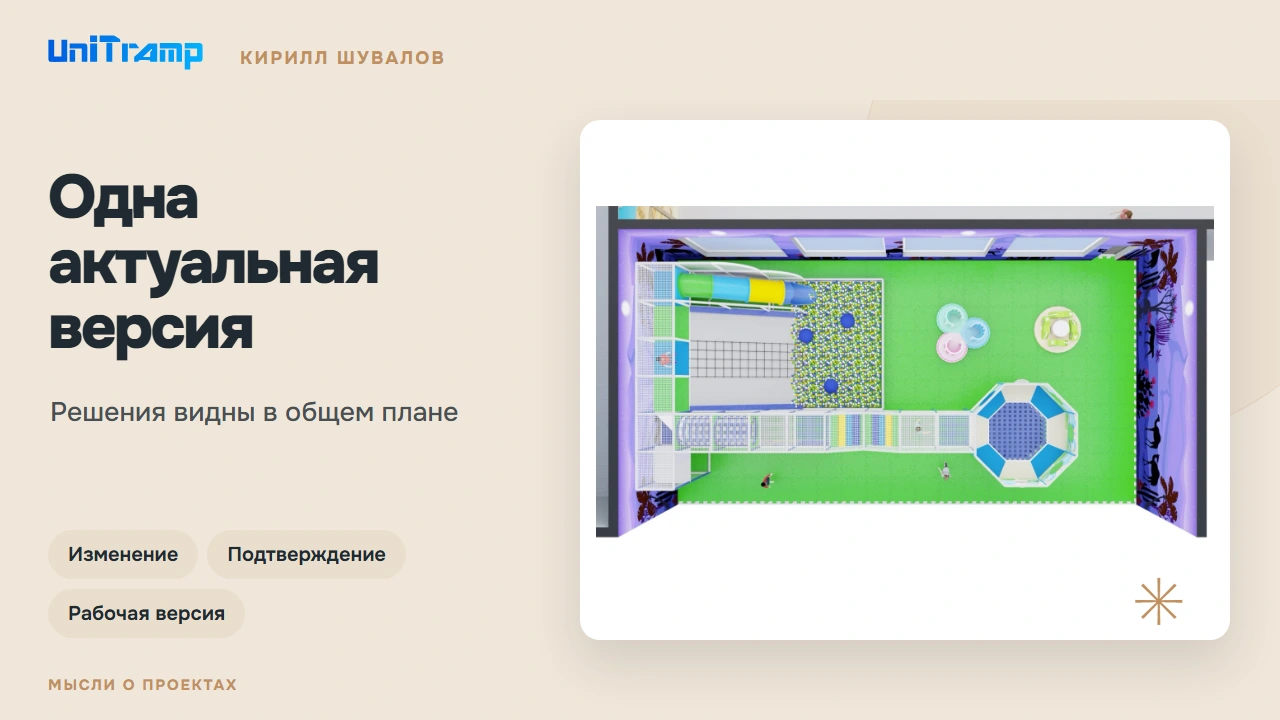 UniTramp
КИРИЛЛ ШУВАЛОВ
Одна
актуальная
версия
Решения видны в общем плане
Изменение
Подтверждение
Рабочая версия
МЫСЛИ О ПРОЕКТАХ